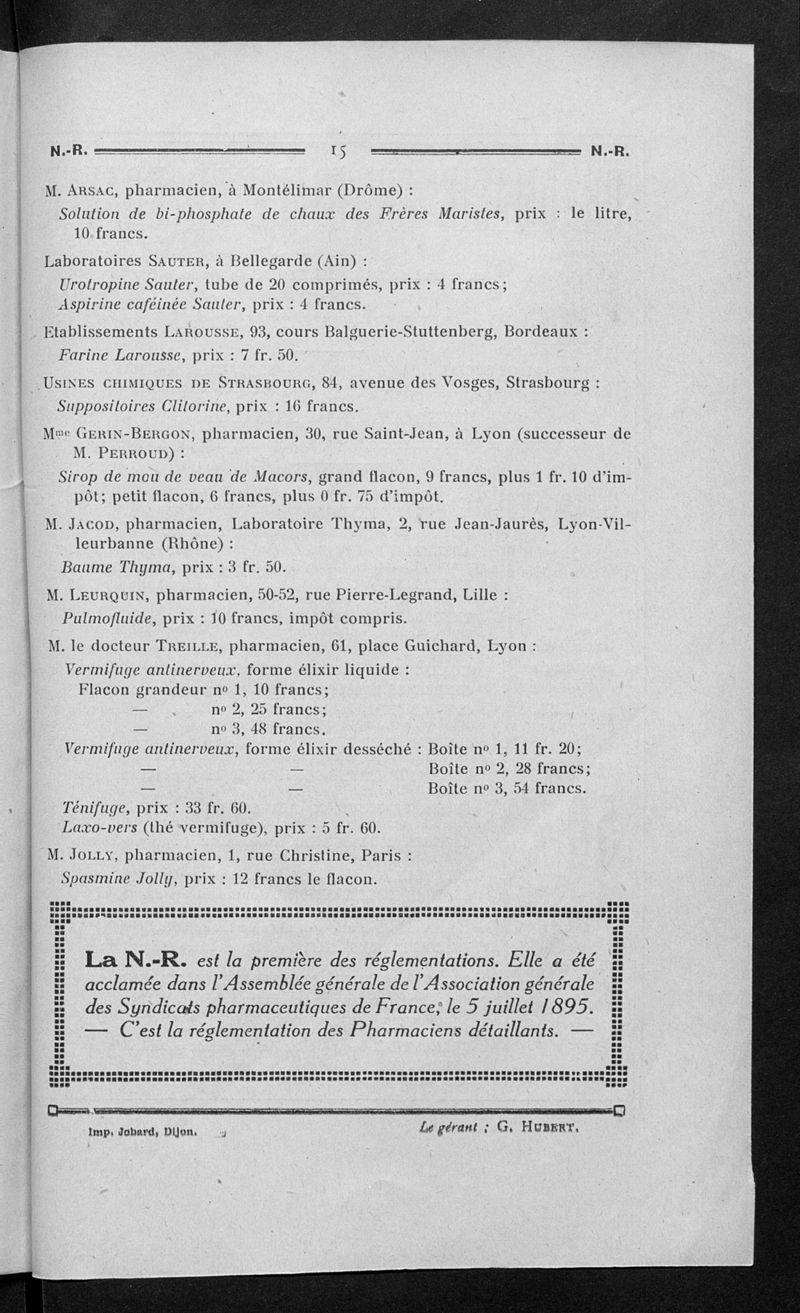 N.-R. 15 N.-R.
M. ARSAC, pharmacien, à Montélimar (Drôme) :
Solution de bi-phosphate de chaux des Frères Maristes, prix : le litre,
10 francs.
Laboratoires SAUTER, à Bellegarde (Ain) :
Urotropine Sauter, tube de 20 comprimés, prix : 4 francs;
Aspirine caféinée Sauter, prix : 4 francs.
Etablissements LAROUSSE, 93, cours Balguerie-Stuttenberg, Bordeaux :
Farine Larousse, prix : 7 fr. 50.
USINES CHIMIQUES DE STRASBOURG, 84, avenue des Vosges, Strasbourg :
Suppositoires Clitorine, prix : 16 francs.
Mme GERIN-BERGON, pharmacien, 30, rue Saint-Jean, à Lyon (successeur de
M. PERROUD) :
Sirop de mou de veau de Macors, grand flacon, 9 francs, plus 1 fr. 10 d'im-
pôt; petit flacon, 6 francs, plus 0 fr. 75 d'impôt.
M. JACOD, pharmacien, Laboratoire Thyma, 2, rue Jean-Jaurès, Lyon-Vil-
leurbanne (Rhône) :
Baume Thyma, prix : 3 fr. 50.
M. LEURQUIN, pharmacien, 50-52, rue Pierre-Legrand, Lille :
Pulmofluide, prix : 10 francs, impôt compris.
M. le docteur TREILLE, pharmacien, 61, place Guichard, Lyon :
Vermifuge antinerveux, forme élixir liquide :
Flacon grandeur no 1, 10 francs;
— no 2, 25 francs;
— no 3, 48 francs.
Vermifuge antinerveux, forme élixir desséché : Boîte no 1, 11 fr. 20;
— — Boîte no 2, 28 francs;
— — Boîte no 3, 54 francs.
Ténifuge, prix : 33 fr. 60.
Laxo-vers (thé vermifuge), prix : 5 fr. 60.
M. JOLLY, pharmacien, 1, rue Christine, Paris :
Spasmine Jolly, prix : 12 francs le flacon.
La N.-R. est la première des réglementations. Elle a été
acclamée dans l'Assemblée générale de l'Association générale
des Syndicats pharmaceutiques de France, le 5 juillet 1895.
— C'est la réglementation des Pharmaciens détaillants. —
Imp. Jobard, Dijon. Le gérant : G. HUBERT.